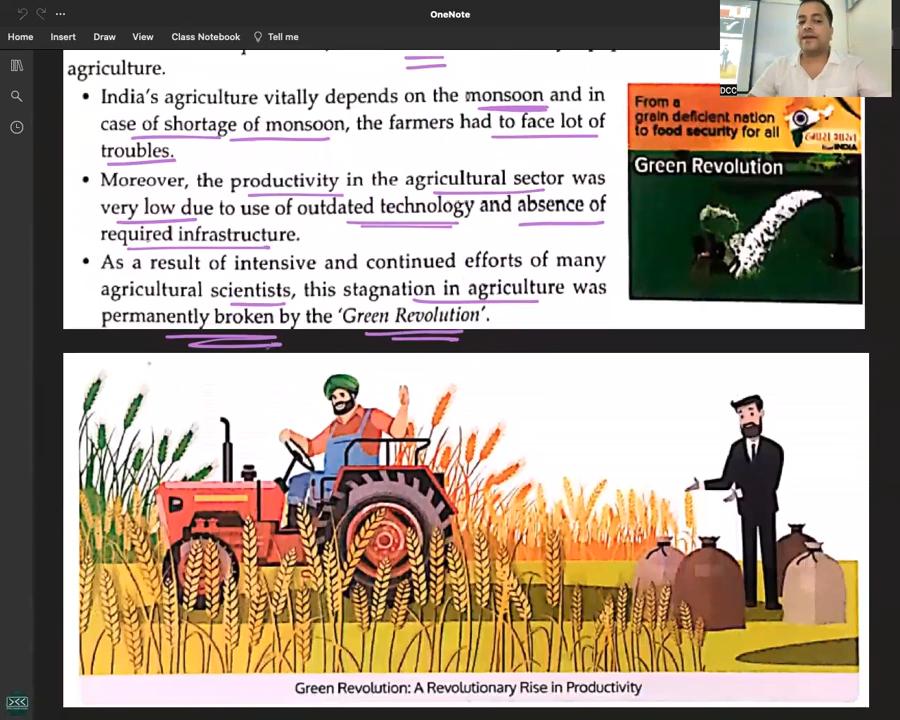 OneNote
Home Insert Draw View Class Notebook Tell me
DCC
agriculture.
• India's agriculture vitally depends on the monsoon and in
case of shortage of monsoon, the farmers had to face lot of
troubles.
• Moreover, the productivity in the agricultural sector was
very low due to use of outdated technology and absence of
required infrastructure.
• As a result of intensive and continued efforts of many
agricultural scientists, this stagnation in agriculture was
permanently broken by the 'Green Revolution'.
From a
grain deficient nation
to food security for all
INDIA
Green Revolution
Green Revolution: A Revolutionary Rise in Productivity